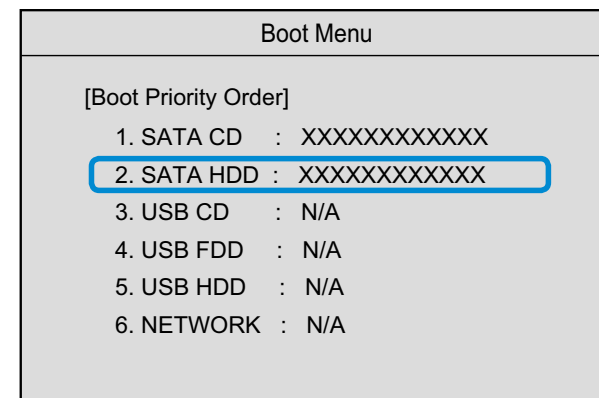 Boot Menu
[Boot Priority Order]
1. SATA CD : XXXXXXXXXXXX
2. SATA HDD : XXXXXXXXXXXX
3. USB CD : N/A
4. USB FDD : N/A
5. USB HDD : N/A
6. NETWORK : N/A